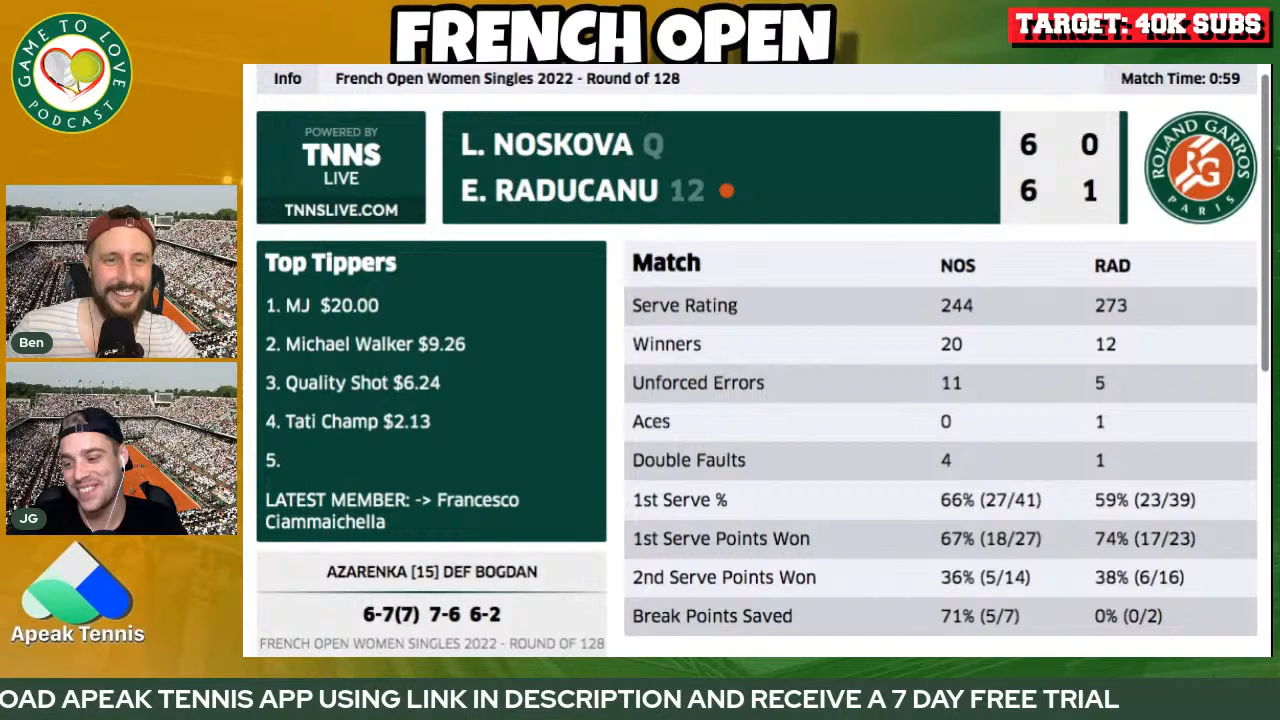 FRENCH OPEN
TARGET: 40K SUBS
GAME TO LOVE
PODCAST
Info French Open Women Singles 2022 - Round of 128 Match Time: 0:59
POWERED BY
TNNS
LIVE
TNNSLIVE.COM
L. NOSKOVA Q 6 0
E. RADUCANU 12 6 1
ROLAND GARROS
RG
PARIS
Ben
JG
Apeak Tennis
Top Tippers
1. MJ $20.00
2. Michael Walker $9.26
3. Quality Shot $6.24
4. Tati Champ $2.13
5.
LATEST MEMBER: -> Francesco
Ciammaichella
AZARENKA [15] DEF BOGDAN
6-7(7) 7-6 6-2
FRENCH OPEN WOMEN SINGLES 2022 - ROUND OF 128
Match NOS RAD
Serve Rating 244 273
Winners 20 12
Unforced Errors 11 5
Aces 0 1
Double Faults 4 1
1st Serve % 66% (27/41) 59% (23/39)
1st Serve Points Won 67% (18/27) 74% (17/23)
2nd Serve Points Won 36% (5/14) 38% (6/16)
Break Points Saved 71% (5/7) 0% (0/2)
OAD APEAK TENNIS APP USING LINK IN DESCRIPTION AND RECEIVE A 7 DAY FREE TRIAL